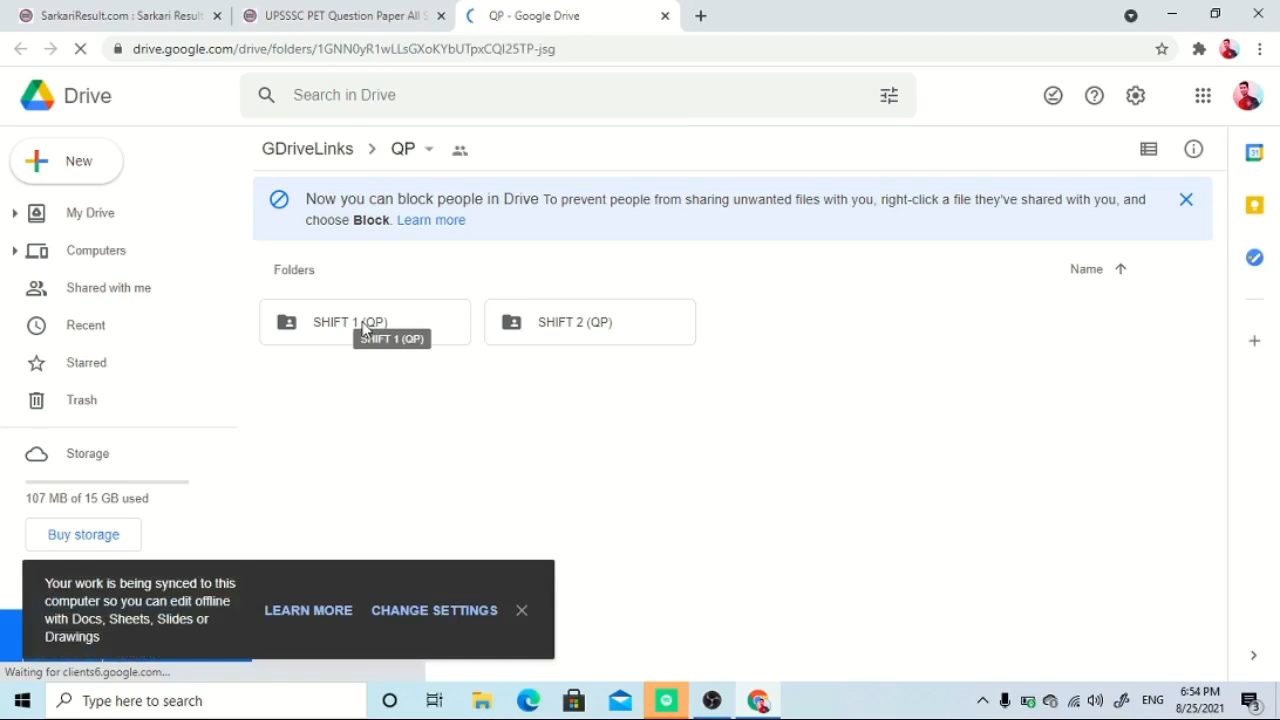 SarkariResult.com : Sarkari Result
UPSSSC PET Question Paper All S
QP - Google Drive
drive.google.com/drive/folders/1GNN0yR1wLLsGXoKYbUTpxCQI25TP-jsg
Drive
Search in Drive
New
GDriveLinks > QP
Now you can block people in Drive To prevent people from sharing unwanted files with you, right-click a file they've shared with you, and
choose Block. Learn more
My Drive
Computers
Shared with me
Recent
Starred
Trash
Storage
107 MB of 15 GB used
Buy storage
Folders
Name
SHIFT 1 (QP)
SHIFT 2 (QP)
SHIFT 1 (QP)
31
Your work is being synced to this
computer so you can edit offline
with Docs, Sheets, Slides or
Drawings
LEARN MORE
CHANGE SETTINGS
Waiting for clients6.google.com...
Type here to search
ENG
6:54 PM
8/25/2021
3